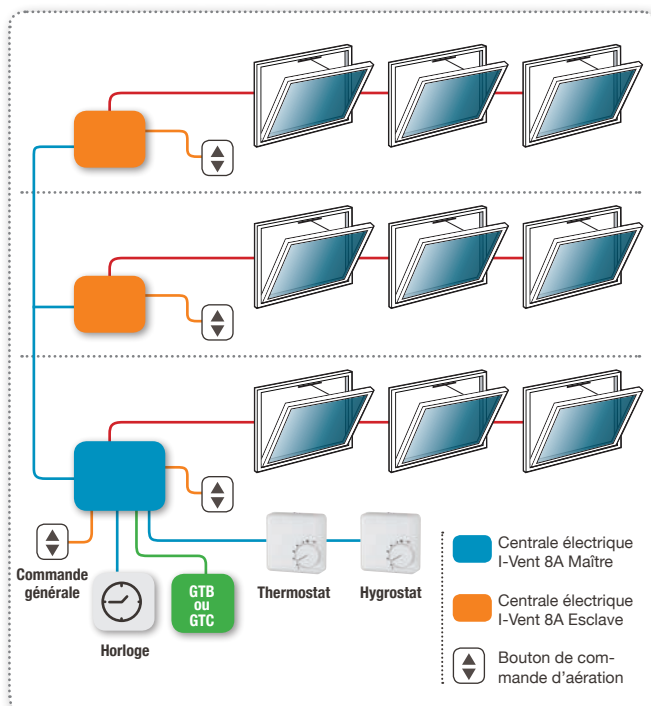 Commande
générale
Horloge
GTB
ou
GTC
Thermostat
Hygrostat
Centrale électrique
I-Vent 8A Maître
Centrale électrique
I-Vent 8A Esclave
Bouton de com-
mande d'aération